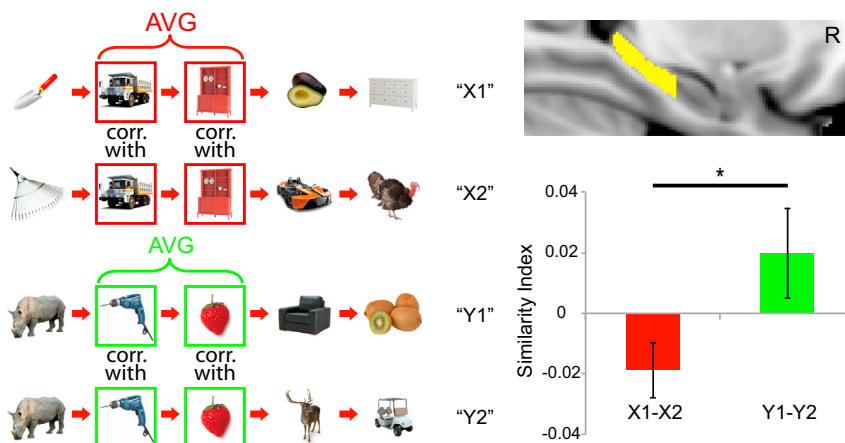 AVG
"X1"
corr.
with
corr.
with
"X2"
AVG
"Y1"
corr.
with
corr.
with
"Y2"
R
*
Similarity Index
0.04
0.02
0
-0.02
-0.04
X1-X2
Y1-Y2